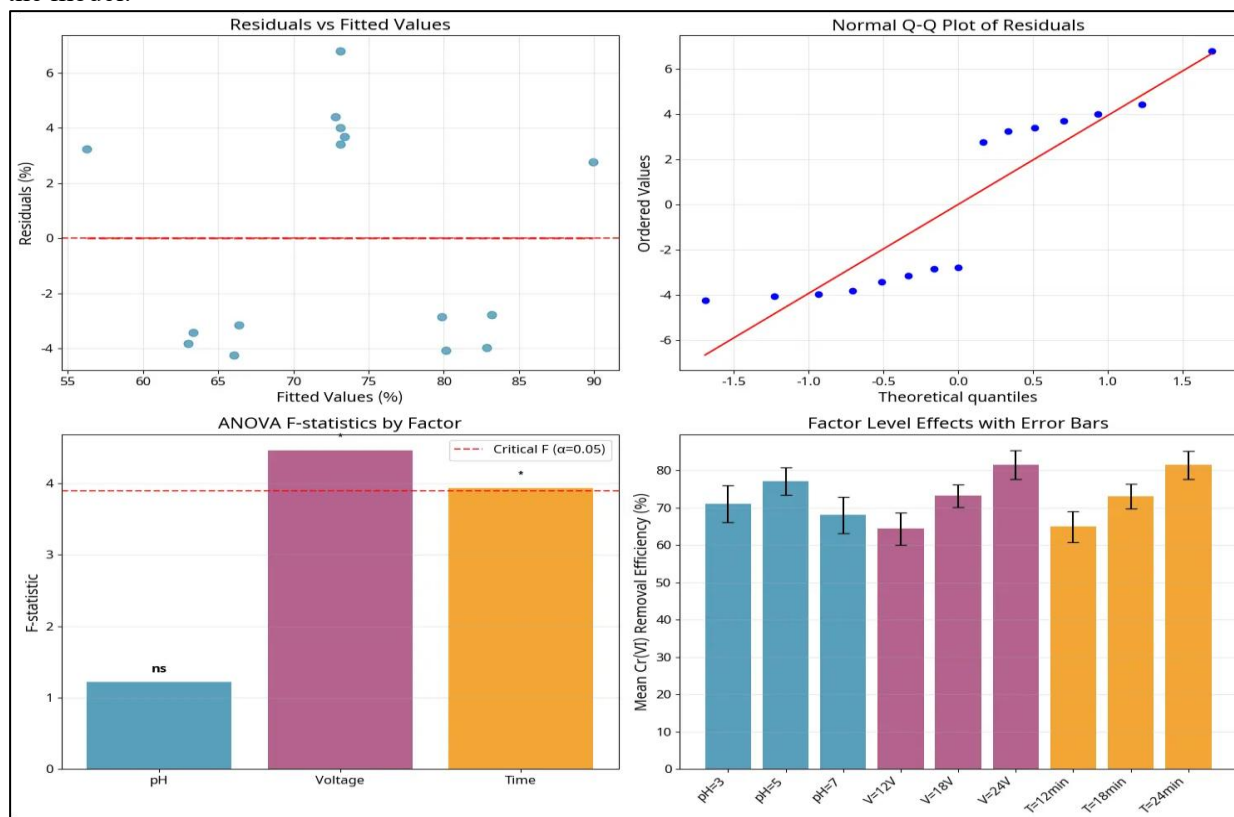 the model.
Residuals vs Fitted Values
Residuals (%)
6
4
2
0
−2
−4
55 60 65 70 75 80 85 90
Fitted Values (%)
Normal Q-Q Plot of Residuals
Ordered Values
6
4
2
0
−2
−4
−6
-1.5 -1.0 -0.5 0.0 0.5 1.0 1.5
Theoretical quantiles
ANOVA F-statistics by Factor
Critical F (α=0.05)
F-statistic
4
3
2
1
0
ns
*
*
pH Voltage Time
Factor Level Effects with Error Bars
Mean Cr(VI) Removal Efficiency (%)
80
70
60
50
40
30
20
10
0
pH=3 pH=5 pH=7 V=12V V=18V V=24V T=12min T=18min T=24min